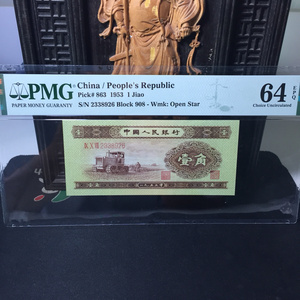 PMG
PAPER MONEY GUARANTY
China / People's Republic
Pick# 863 1953 1 Jiao
S/N 2338926 Block 908 - Wmk: Open Star
64 EPQ
Choice Uncirculated
中国人民银行
壹角